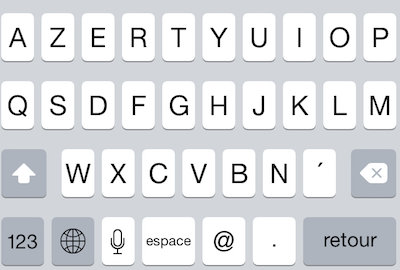 A Z E R T Y U I O P
Q S D F G H J K L M
W X C V B N ´
123 espace @ . retour